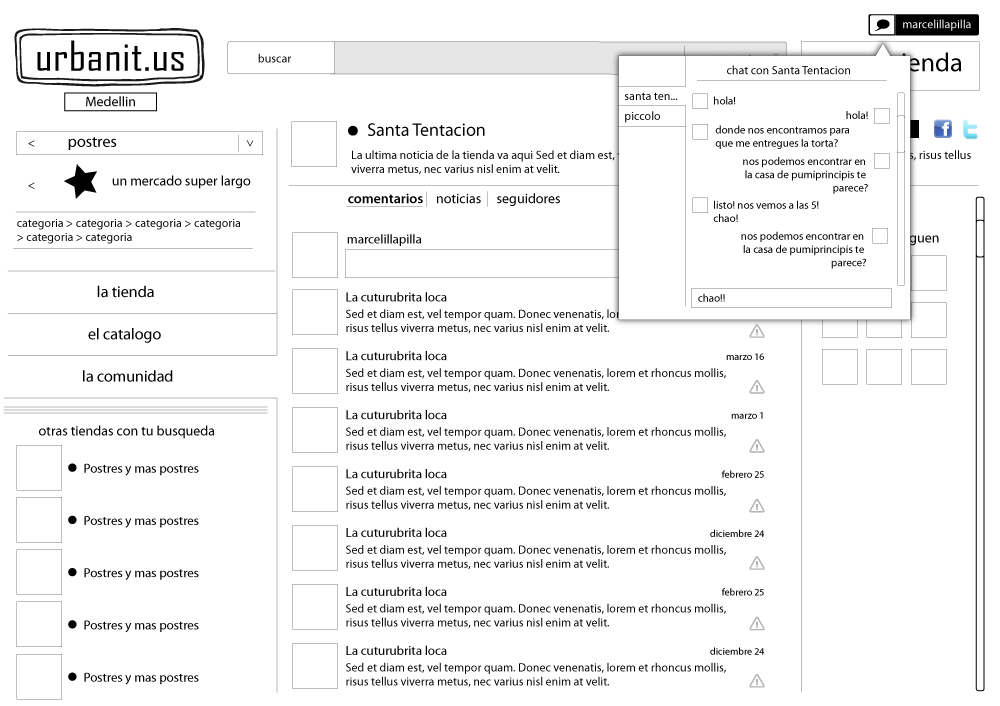 marcelillapilla
urbanit.us
Medellin
buscar
ienda
postres
un mercado super largo
categoria > categoria > categoria > categoria
> categoria > categoria
la tienda
el catalogo
la comunidad
otras tiendas con tu busqueda
Postres y mas postres
Postres y mas postres
Postres y mas postres
Postres y mas postres
Postres y mas postres
Santa Tentacion
La ultima noticia de la tienda va aqui Sed et diam est,
s, risus tellus
viverra metus, nec varius nisl enim at velit.
comentarios
noticias
seguidores
marcelillapilla
La cuturubrita loca
Sed et diam est, vel tempor quam. Donec venenatis, lor
risus tellus viverra metus, nec varius nisl enim at velit.
La cuturubrita loca
marzo 16
Sed et diam est, vel tempor quam. Donec venenatis, lorem et rhoncus mollis,
risus tellus viverra metus, nec varius nisl enim at velit.
La cuturubrita loca
marzo 1
Sed et diam est, vel tempor quam. Donec venenatis, lorem et rhoncus mollis,
risus tellus viverra metus, nec varius nisl enim at velit.
La cuturubrita loca
febrero 25
Sed et diam est, vel tempor quam. Donec venenatis, lorem et rhoncus mollis,
risus tellus viverra metus, nec varius nisl enim at velit.
La cuturubrita loca
diciembre 24
Sed et diam est, vel tempor quam. Donec venenatis, lorem et rhoncus mollis,
risus tellus viverra metus, nec varius nisl enim at velit.
La cuturubrita loca
febrero 25
Sed et diam est, vel tempor quam. Donec venenatis, lorem et rhoncus mollis,
risus tellus viverra metus, nec varius nisl enim at velit.
La cuturubrita loca
diciembre 24
Sed et diam est, vel tempor quam. Donec venenatis, lorem et rhoncus mollis,
risus tellus viverra metus, nec varius nisl enim at velit.
chat con Santa Tentacion
santa ten...
piccolo
hola!
hola!
donde nos encontramos para
que me entregues la torta?
nos podemos encontrar en
la casa de pumiprincipis te
parece?
listo! nos vemos a las 5!
chao!
nos podemos encontrar en
la casa de pumiprincipis te
parece?
chao!!
guen